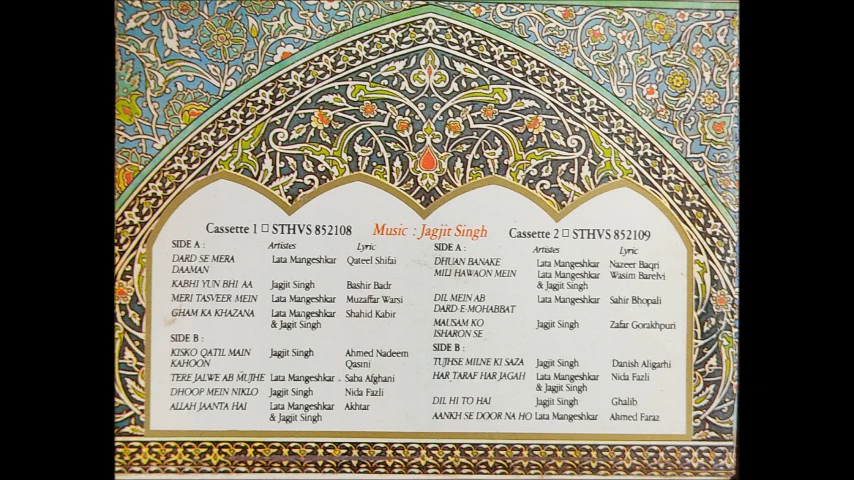 Cassette 1 □ STHVS 852108
Music : Jagjit Singh
SIDE A :
Artistes Lyric
DARD SE MERA Lata Mangeshkar Qateel Shifai
DAAMAN
KABHI YUN BHI AA Jagjit Singh Bashir Badr
MERI TASVEER MEIN Lata Mangeshkar Muzaffar Warsi
GHAM KA KHAZANA Lata Mangeshkar Shahid Kabir
& Jagjit Singh
SIDE B :
KISKO QATIL MAIN Jagjit Singh Ahmed Nadeem
KAHOON Qasini
TERE JALWE AB MUJHE Lata Mangeshkar Saba Afghani
DHOOP MEIN NIKLO Jagjit Singh Nida Fazli
ALLAH JAANTA HAI Lata Mangeshkar Akhtar
& Jagjit Singh
Cassette 2 □ STHVS 852109
SIDE A :
Artistes Lyric
DHUAN BANAKE Lata Mangeshkar Nazeer Baqri
MILI HAWAON MEIN Lata Mangeshkar Wasim Barelvi
& Jagjit Singh
DIL MEIN AB Lata Mangeshkar Sahir Bhopali
DARD-E-MOHABBAT
MAUSAM KO Jagjit Singh Zafar Gorakhpuri
ISHARON SE
SIDE B :
TUJHSE MILNE KI SAZA Jagjit Singh Danish Aligarhi
HAR TARAF HAR JAGAH Lata Mangeshkar Nida Fazli
& Jagjit Singh
DIL HI TO HAI Jagjit Singh Ghalib
AANKH SE DOOR NA HO Lata Mangeshkar Ahmed Faraz